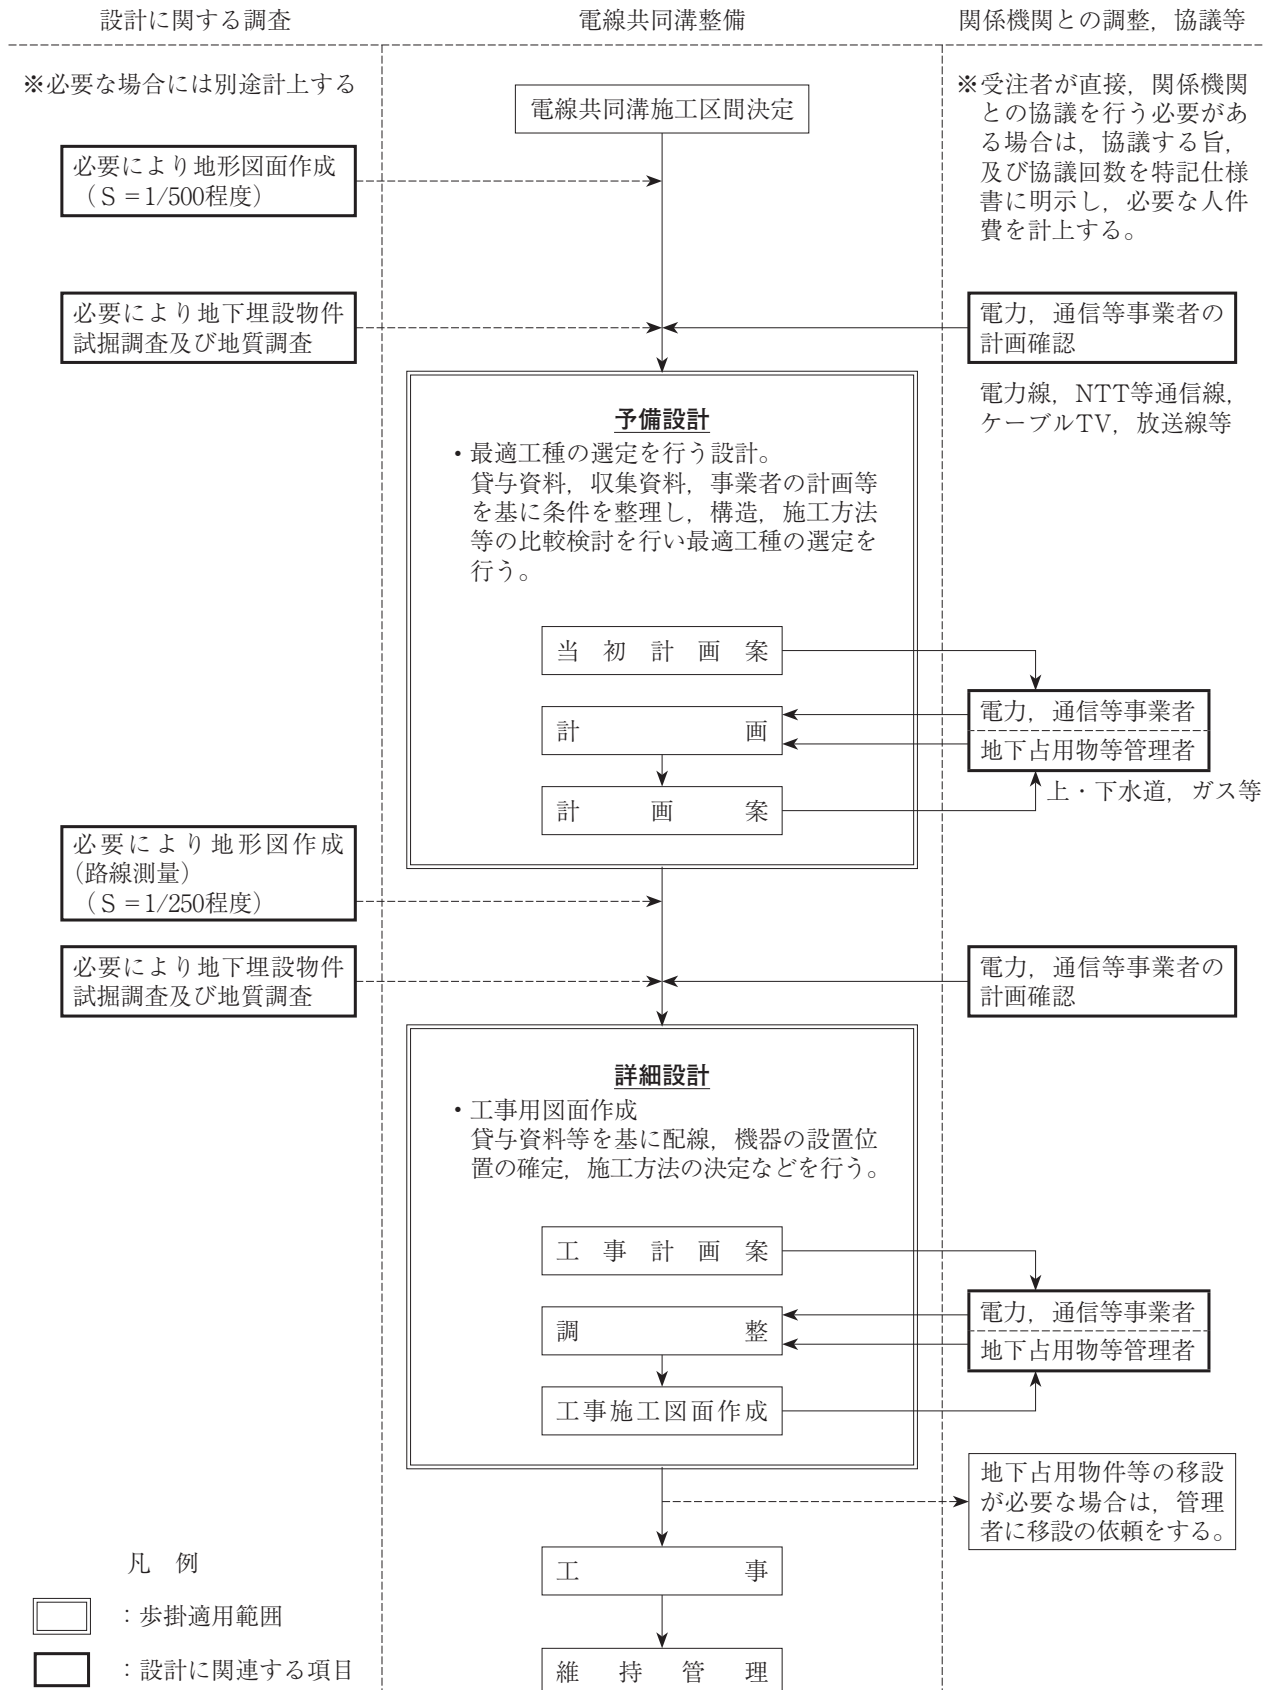 設計に関する調査
電線共同溝整備
関係機関との調整，協議等
※必要な場合には別途計上する
※受注者が直接，関係機関
との協議を行う必要があ
る場合は，協議する旨，
及び協議回数を特記仕様
書に明示し，必要な人件
費を計上する。
電線共同溝施工区間決定
必要により地形図面作成
（Ｓ＝1/500程度）
必要により地下埋設物件
試掘調査及び地質調査
電力，通信等事業者の
計画確認
電力線，NTT等通信線，
ケーブルTV，放送線等
予備設計
・最適工種の選定を行う設計。
貸与資料，収集資料，事業者の計画等
を基に条件を整理し，構造，施工方法
等の比較検討を行い最適工種の選定を
行う。
当初計画案
計画
計画案
電力，通信等事業者
地下占用物等管理者
上・下水道，ガス等
必要により地形図作成
（路線測量）
（Ｓ＝1/250程度）
必要により地下埋設物件
試掘調査及び地質調査
電力，通信等事業者の
計画確認
詳細設計
・工事用図面作成
貸与資料等を基に配線，機器の設置位
置の確定，施工方法の決定などを行う。
工事計画案
調整
工事施工図面作成
電力，通信等事業者
地下占用物等管理者
地下占用物件等の移設
が必要な場合は，管理
者に移設の依頼をする。
工事
維持管理
凡例
：歩掛適用範囲
：設計に関連する項目